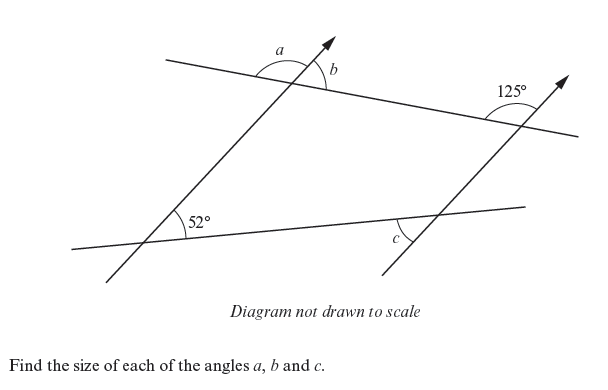 a
b
125°
52°
c
Diagram not drawn to scale
Find the size of each of the angles a, b and c.